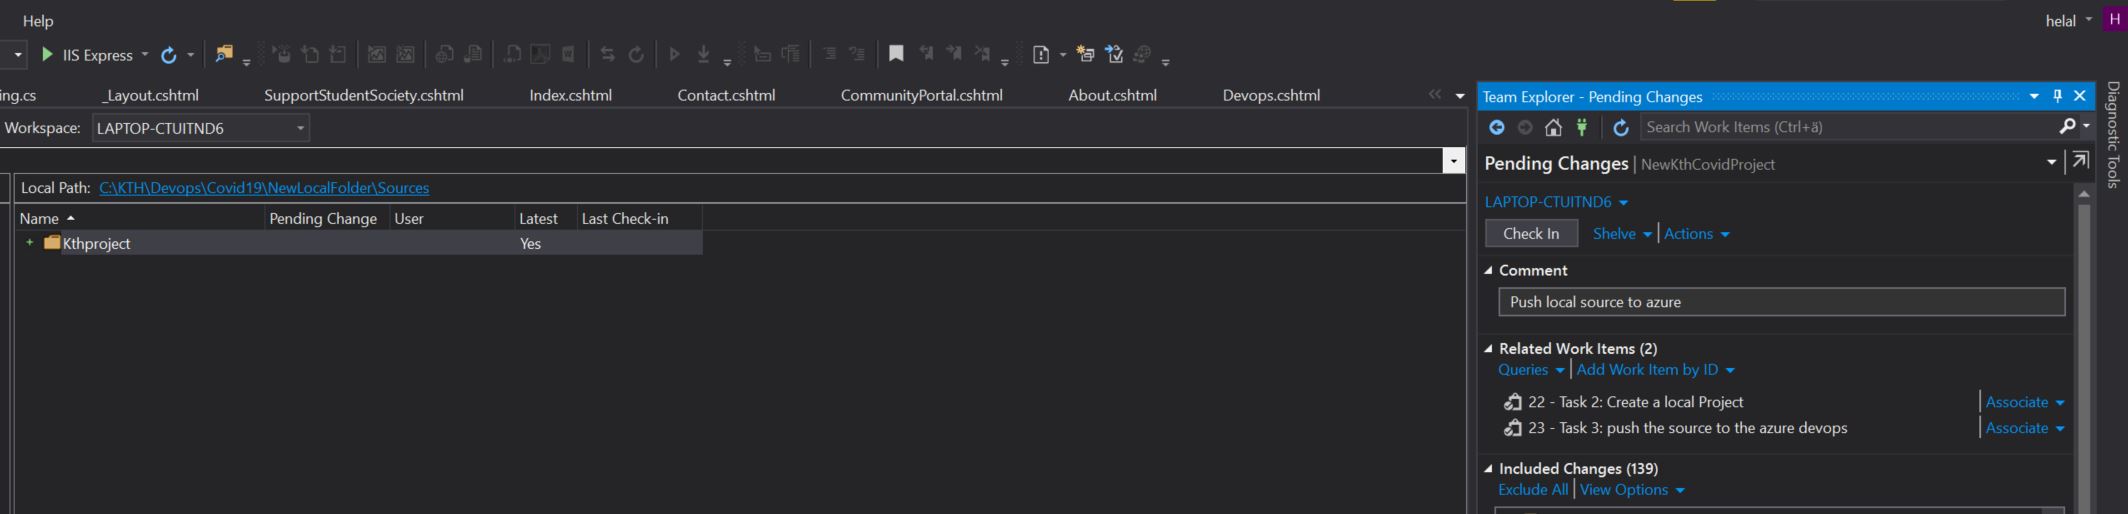 Help
helal H
IIS Express
ing.cs _Layout.cshtml SupportStudentSociety.cshtml Index.cshtml Contact.cshtml CommunityPortal.cshtml About.cshtml Devops.cshtml
Workspace: LAPTOP-CTUITND6
Local Path: C:\KTH\Devops\Covid19\NewLocalFolder\Sources
Name Pending Change User Latest Last Check-in
Kthproject Yes
Team Explorer - Pending Changes
Search Work Items (Ctrl+ä)
Pending Changes | NewKthCovidProject
LAPTOP-CTUITND6
Check In Shelve Actions
Comment
Push local source to azure
Related Work Items (2)
Queries Add Work Item by ID
22 - Task 2: Create a local Project Associate
23 - Task 3: push the source to the azure devops Associate
Included Changes (139)
Exclude All View Options
Diagnostic Tools